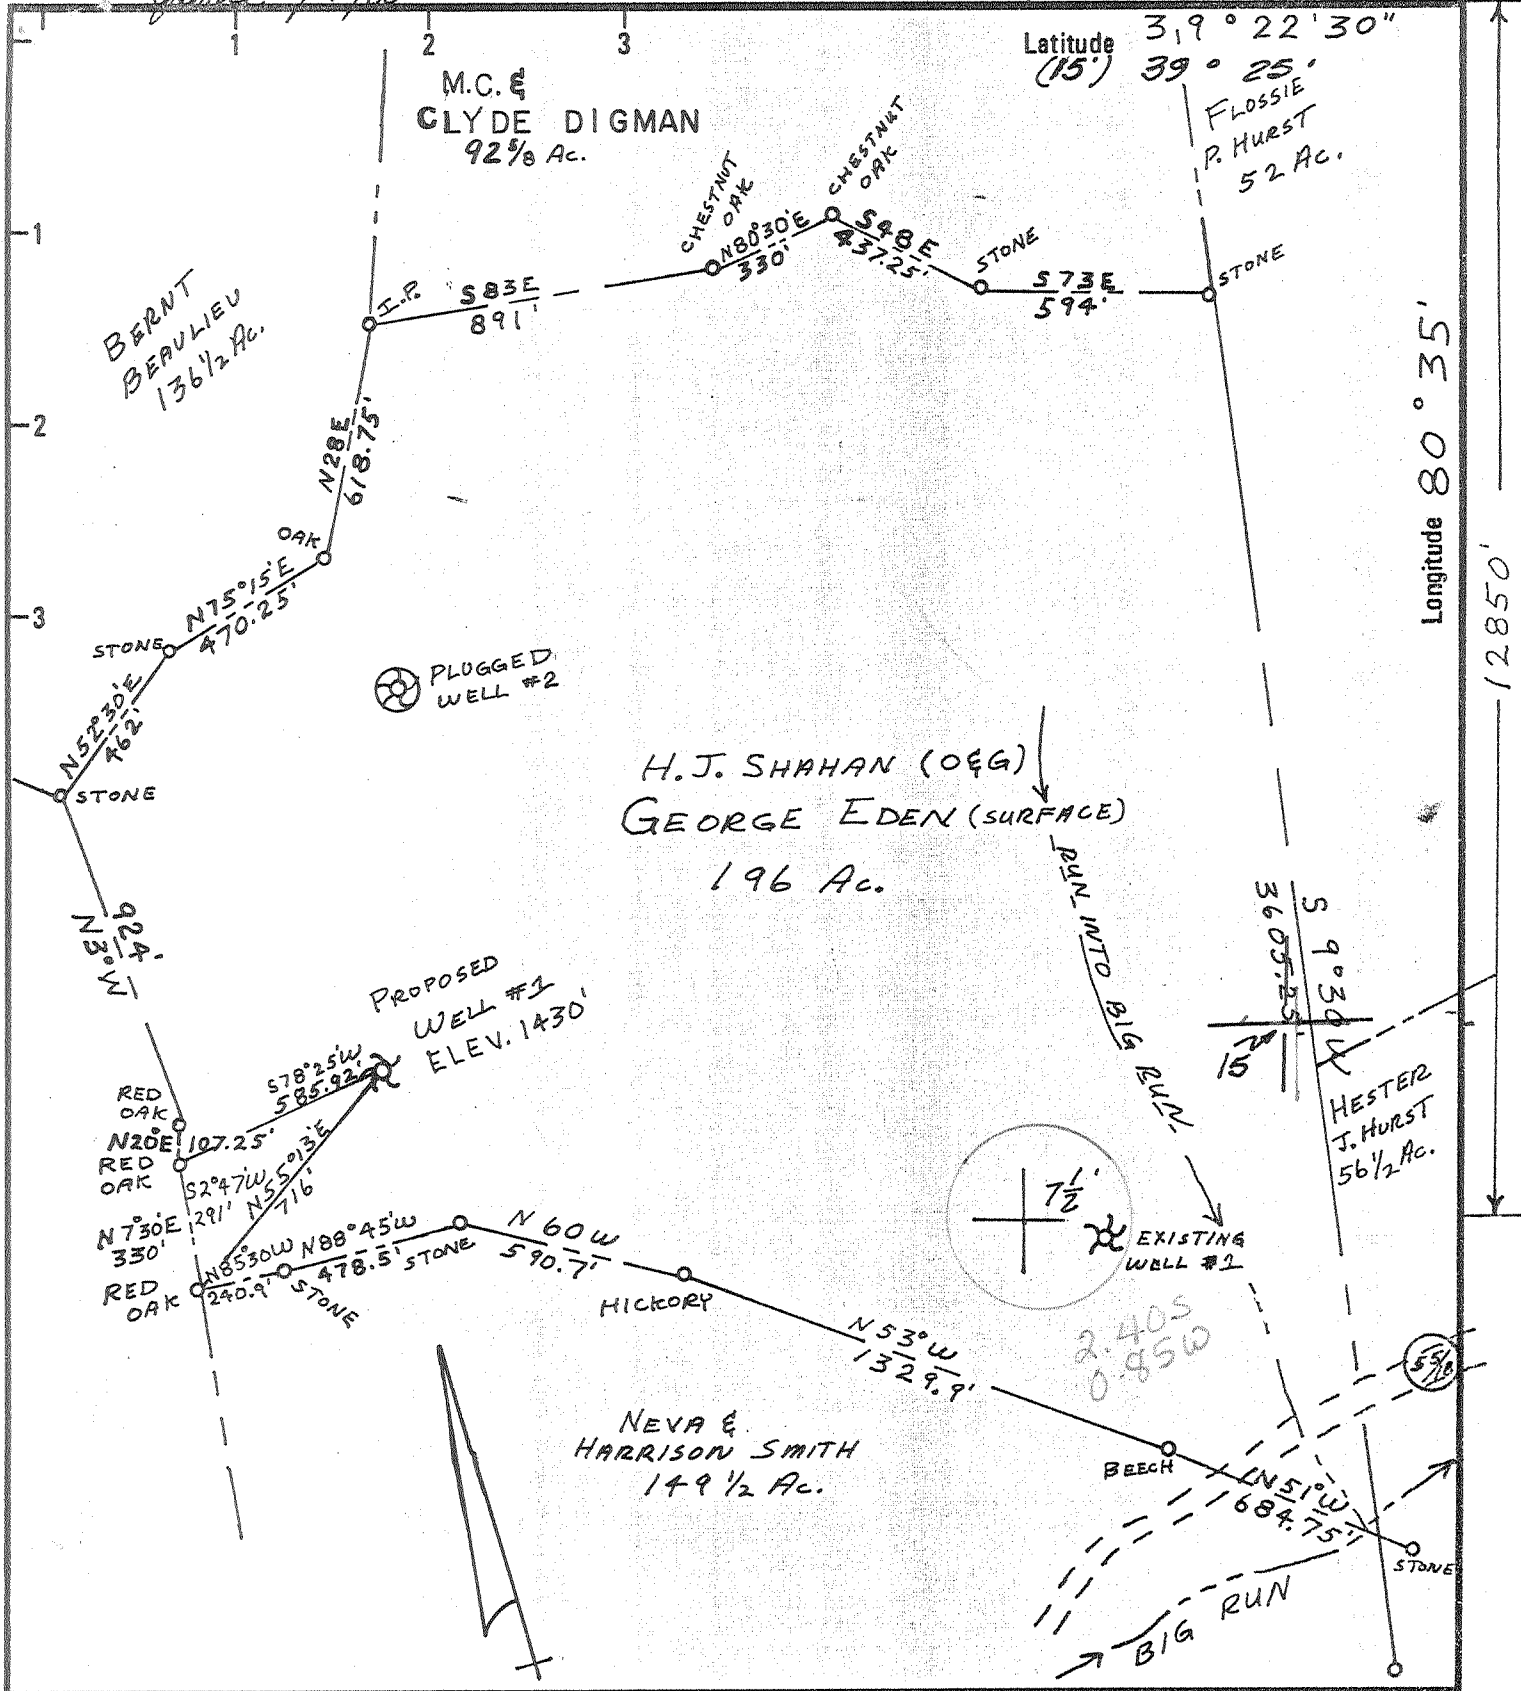 1
2
3
Latitude 39° 22' 30"
(15') 39° 25'
M.C. &
CLYDE DIGMAN
92 5/8 Ac.
FLOSSIE
P. HURST
52 Ac.
CHESTNUT
OAK
CHESTNUT
OAK
-1
N80°30'E
330'
S48E
437.25'
STONE
S73E
594'
STONE
BERNT
BEAULIEU
136 1/2 Ac.
I.P.
S83E
891'
Longitude 80° 35'
12850'
-2
N28E
618.75'
OAK
-3
N75°15'E
470.25'
STONE
N52°30'E
462'
STONE
PLUGGED
WELL #2
H.J. SHAHAN (O&G)
GEORGE EDEN (SURFACE)
196 Ac.
RUN INTO BIG RUN
S 9°30W
3605.25'
15'
924'
N3°W
PROPOSED
WELL #1
ELEV. 1430'
S78°25'W
585.92'
RED
OAK
N20°E 107.25'
RED
OAK
S2°47'W
291'
N55°13'E
716'
N7°30'E
330'
RED
OAK
N85°30W
240.9'
STONE
N88°45'W
478.5'
STONE
N60W
590.7'
HICKORY
7 1/2'
EXISTING
WELL #1
HESTER
J. HURST
56 1/2 Ac.
2.40S
0.85W
N53°W
1329.9'
55/8
NEVA &
HARRISON SMITH
149 1/2 Ac.
BEECH
N51°W
684.75'
STONE
BIG RUN